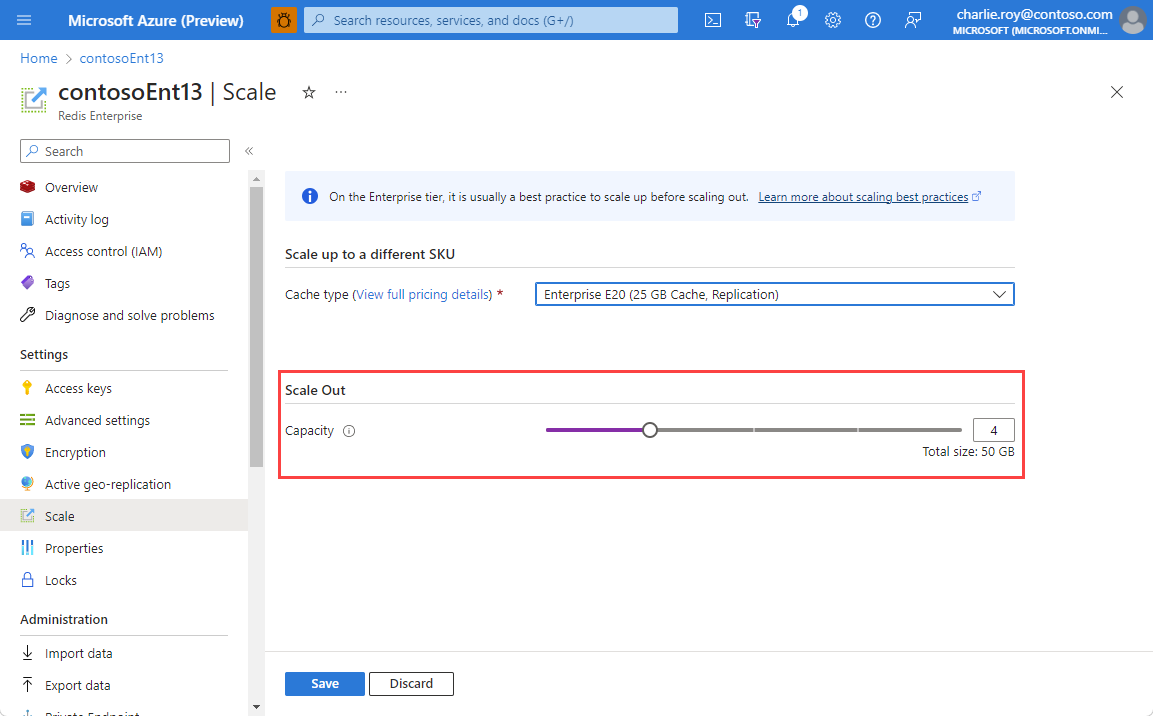 Microsoft Azure (Preview)
Search resources, services, and docs (G+/)
1
charlie.roy@contoso.com
MICROSOFT (MICROSOFT.ONMI...
Home > contosoEnt13
contosoEnt13 | Scale
Redis Enterprise
Search
Overview
Activity log
Access control (IAM)
Tags
Diagnose and solve problems
Settings
Access keys
Advanced settings
Encryption
Active geo-replication
Scale
Properties
Locks
Administration
Import data
Export data
Private Endpoint
On the Enterprise tier, it is usually a best practice to scale up before scaling out. Learn more about scaling best practices
Scale up to a different SKU
Cache type (View full pricing details) *
Enterprise E20 (25 GB Cache, Replication)
Scale Out
Capacity
4
Total size: 50 GB
Save
Discard